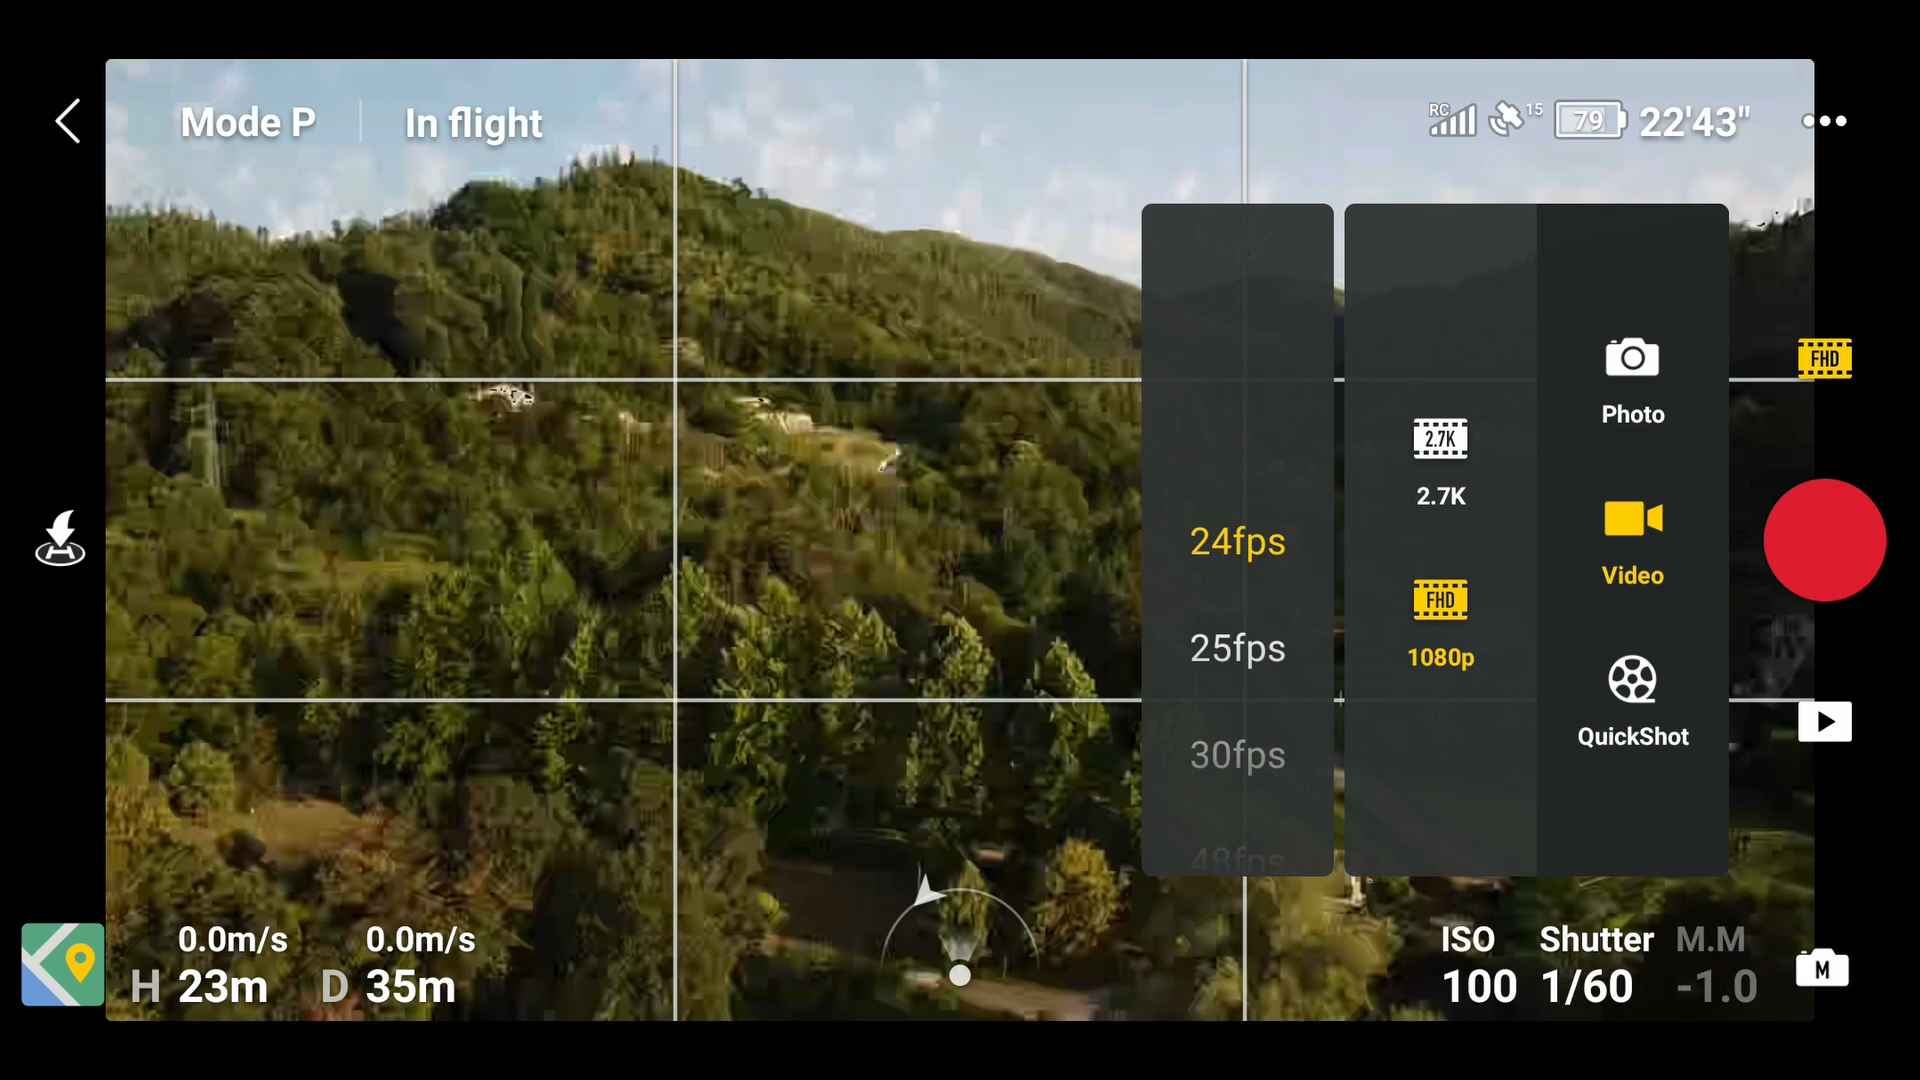 Mode P
In flight
RC
15
79
22'43"
FHD
Photo
2.7K
2.7K
24fps
Video
FHD
1080p
25fps
QuickShot
30fps
48fps
0.0m/s
0.0m/s
H 23m
D 35m
ISO
100
Shutter
1/60
M.M
-1.0
M